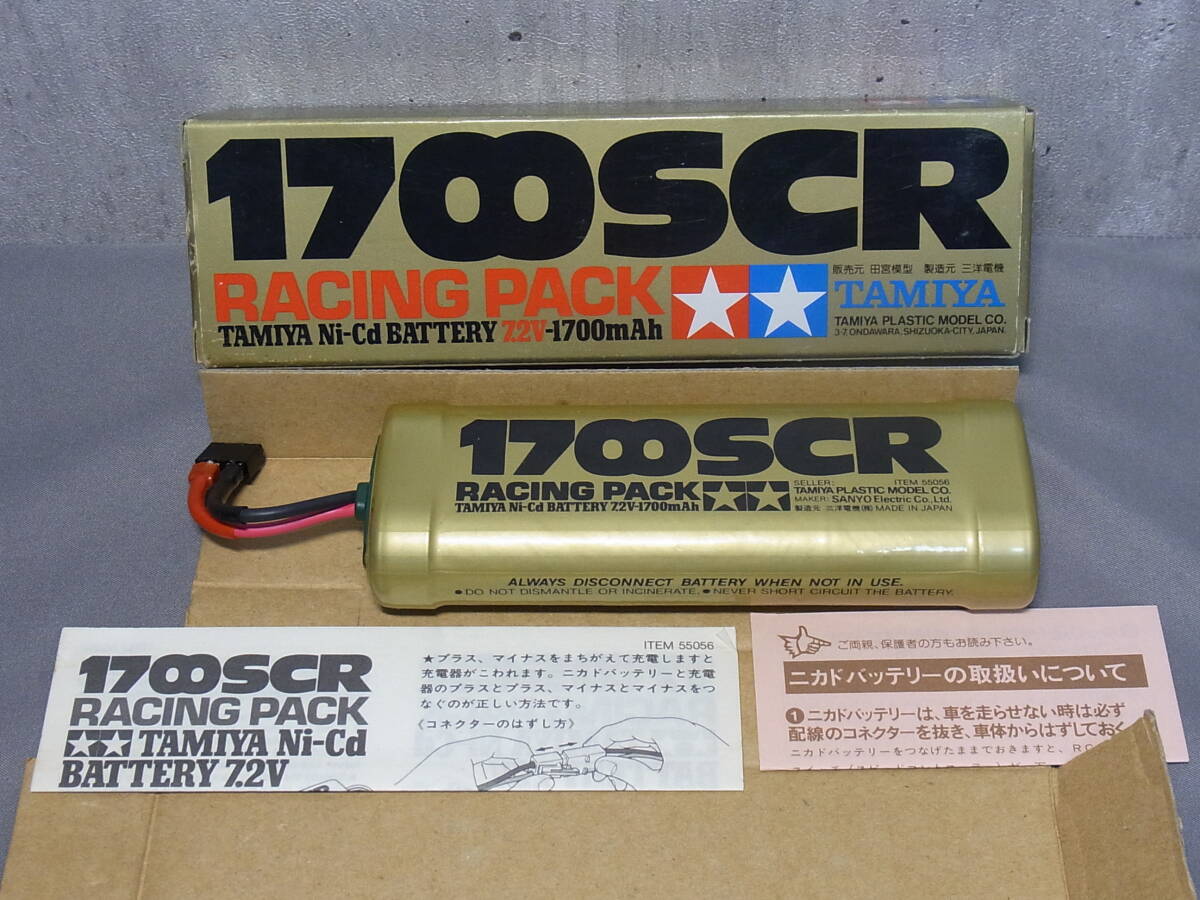 1700SCR
RACING PACK
TAMIYA Ni-Cd BATTERY 7.2V-1700mAh
販売元 田宮模型 製造元 三洋電機
TAMIYA
TAMIYA PLASTIC MODEL CO.
3-7, ONDAWARA, SHIZUOKA-CITY, JAPAN.
1700SCR
RACING PACK
TAMIYA Ni-Cd BATTERY 7.2V-1700mAh
SELLER: ITEM 55056
TAMIYA PLASTIC MODEL CO.
MAKER: SANYO Electric Co., Ltd.
製造元 三洋電機(株) MADE IN JAPAN
ALWAYS DISCONNECT BATTERY WHEN NOT IN USE.
●DO NOT DISMANTLE OR INCINERATE. ●NEVER SHORT CIRCUIT THE BATTERY.
1700SCR
RACING PACK
TAMIYA Ni-Cd
BATTERY 7.2V
ITEM 55056
★プラス、マイナスをまちがえて充電しますと
充電器がこわれます。ニカドバッテリーと充電
器のプラスとプラス、マイナスとマイナスをつ
なぐのが正しい方法です。
《コネクターのはずし方》
ご両親、保護者の方もお読み下さい。
ニカドバッテリーの取扱いについて
❶ニカドバッテリーは、車を走らせない時は必ず
配線のコネクターを抜き、車体からはずしておく
ニカドバッテリーをつなげたままでおきますと、RC